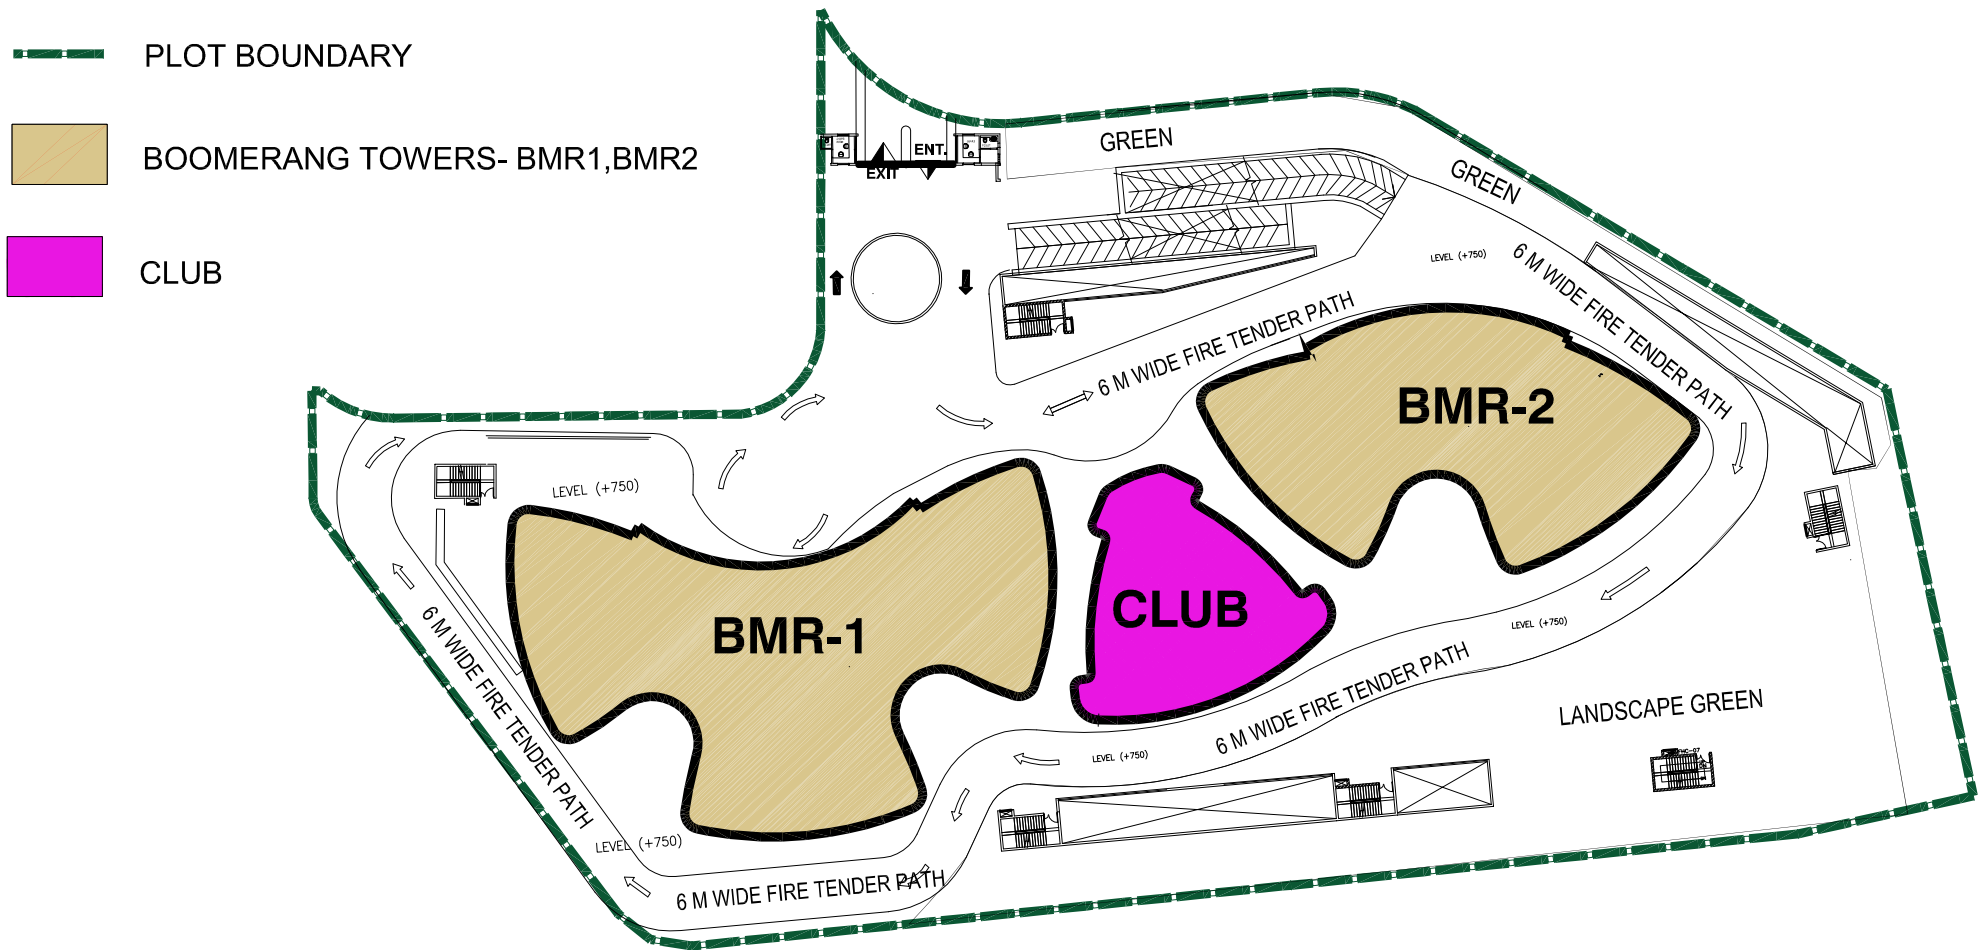 PLOT BOUNDARY
BOOMERANG TOWERS- BMR1,BMR2
CLUB
GREEN
ENT.
EXIT
GREEN
LEVEL (+750)
6 M WIDE FIRE TENDER PATH
6 M WIDE FIRE TENDER PATH
BMR-2
LEVEL (+750)
CLUB
BMR-1
6 M WIDE FIRE TENDER PATH
LEVEL (+750)
6 M WIDE FIRE TENDER PATH
LANDSCAPE GREEN
LEVEL (+750)
LEVEL (+750)
6 M WIDE FIRE TENDER PATH